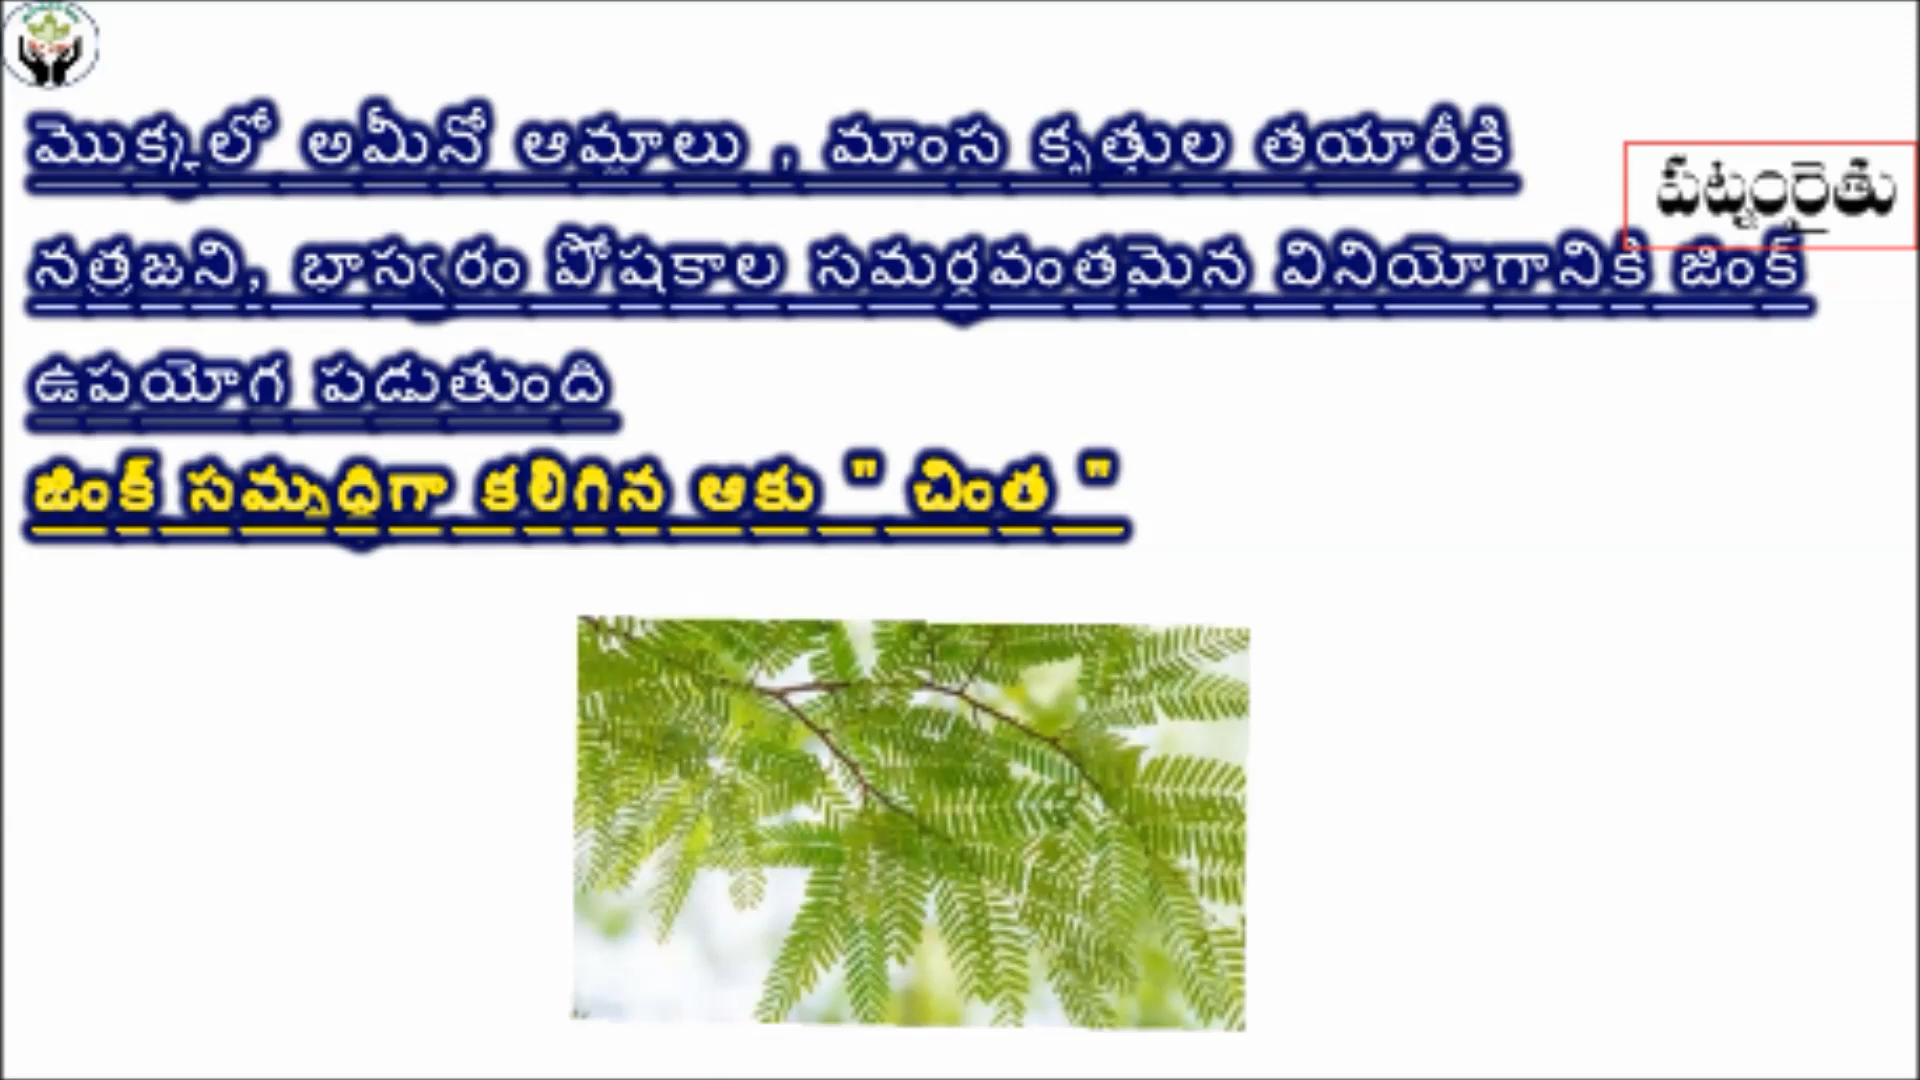 మొక్కలో అమీనో ఆమ్లాలు , మాంస కృత్తుల తయారీకి
పట్నంరైతు
నత్రజని, భాస్వరం పోషకాల సమర్ధవంతమైన వినియోగానికి జింక్
ఉపయోగ పడుతుంది
జింక్ సమృద్ధిగా కలిగిన ఆకు " చింత "